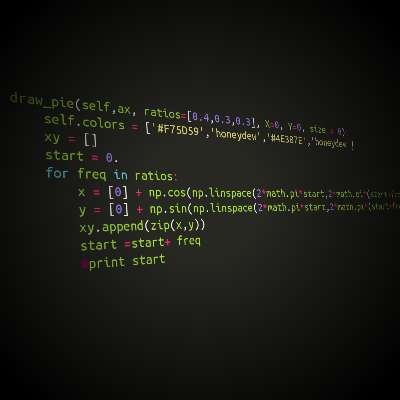 draw_pie(self,ax, ratios=[0.4,0.3,0.3], X=0, Y=0, size = 0):
self.colors = ['#F75D59','honeydew','#4E387E','honeydew
xy = []
start = 0.
for freq in ratios:
x = [0] + np.cos(np.linspace(2*math.pi*start,2*math.pi*(start
y = [0] + np.sin(np.linspace(2*math.pi*start,2*math.pi*(start
xy.append(zip(x,y))
start =start+ freq
#print start